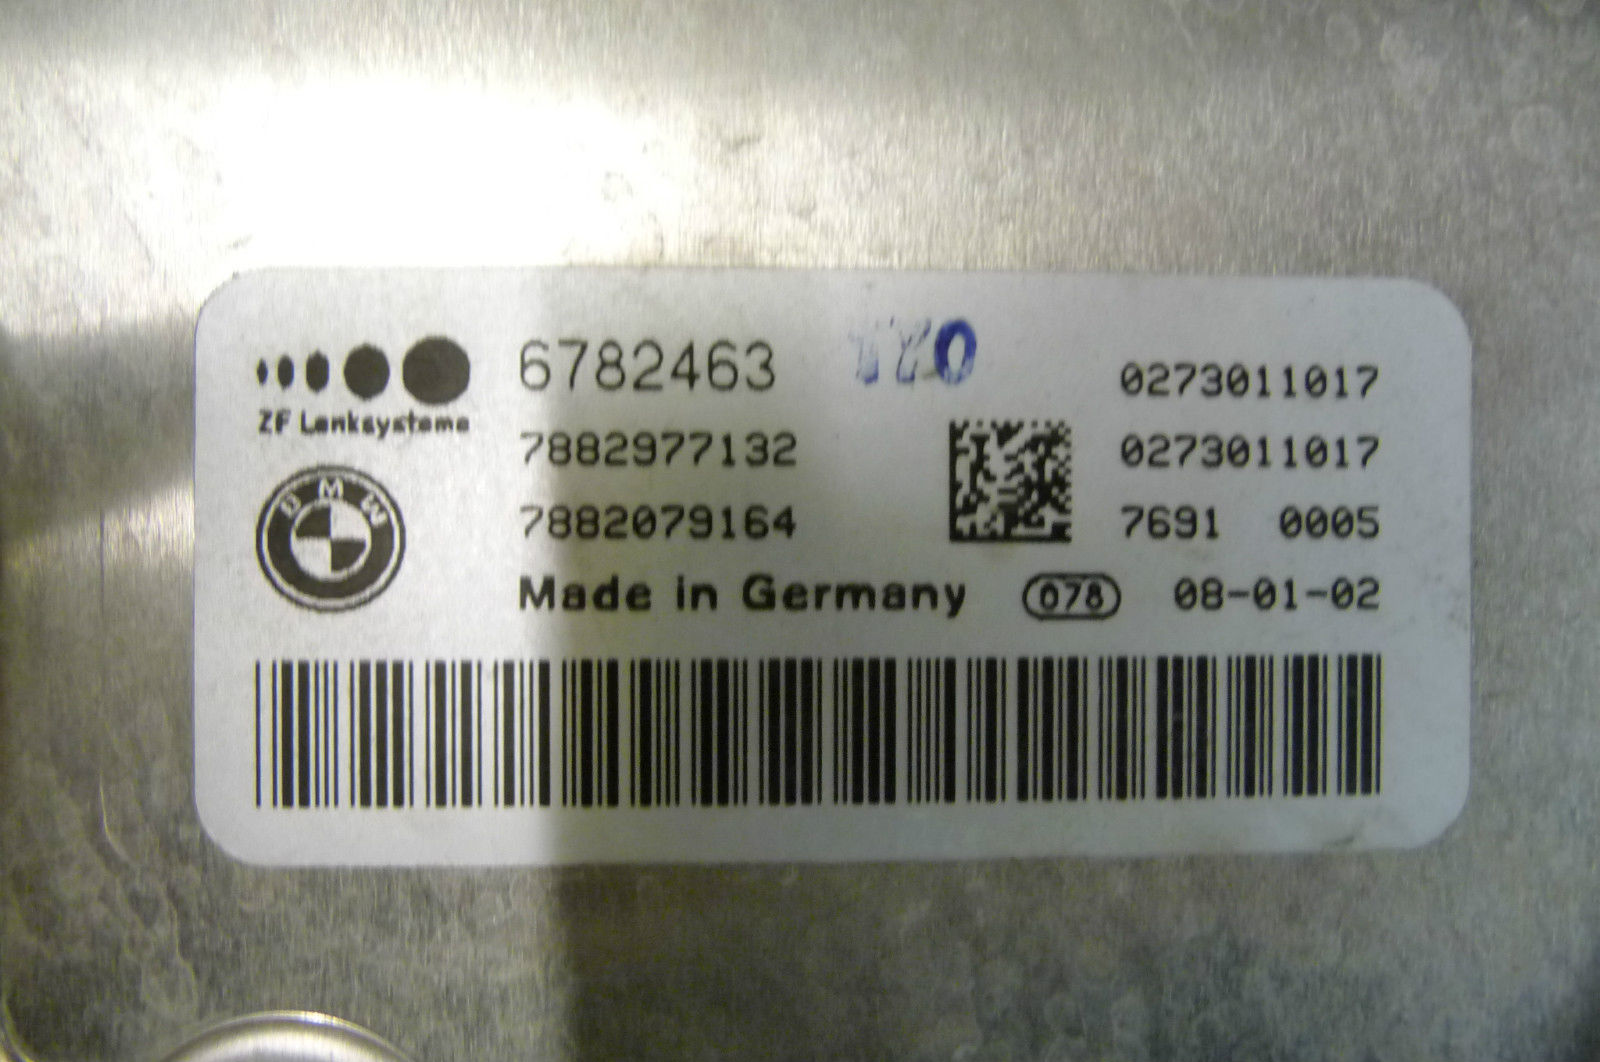 6782463
0273011017
ZF Lenksysteme
7882977132
0273011017
BMW
7882079164
7691 0005
Made in Germany
078
08-01-02